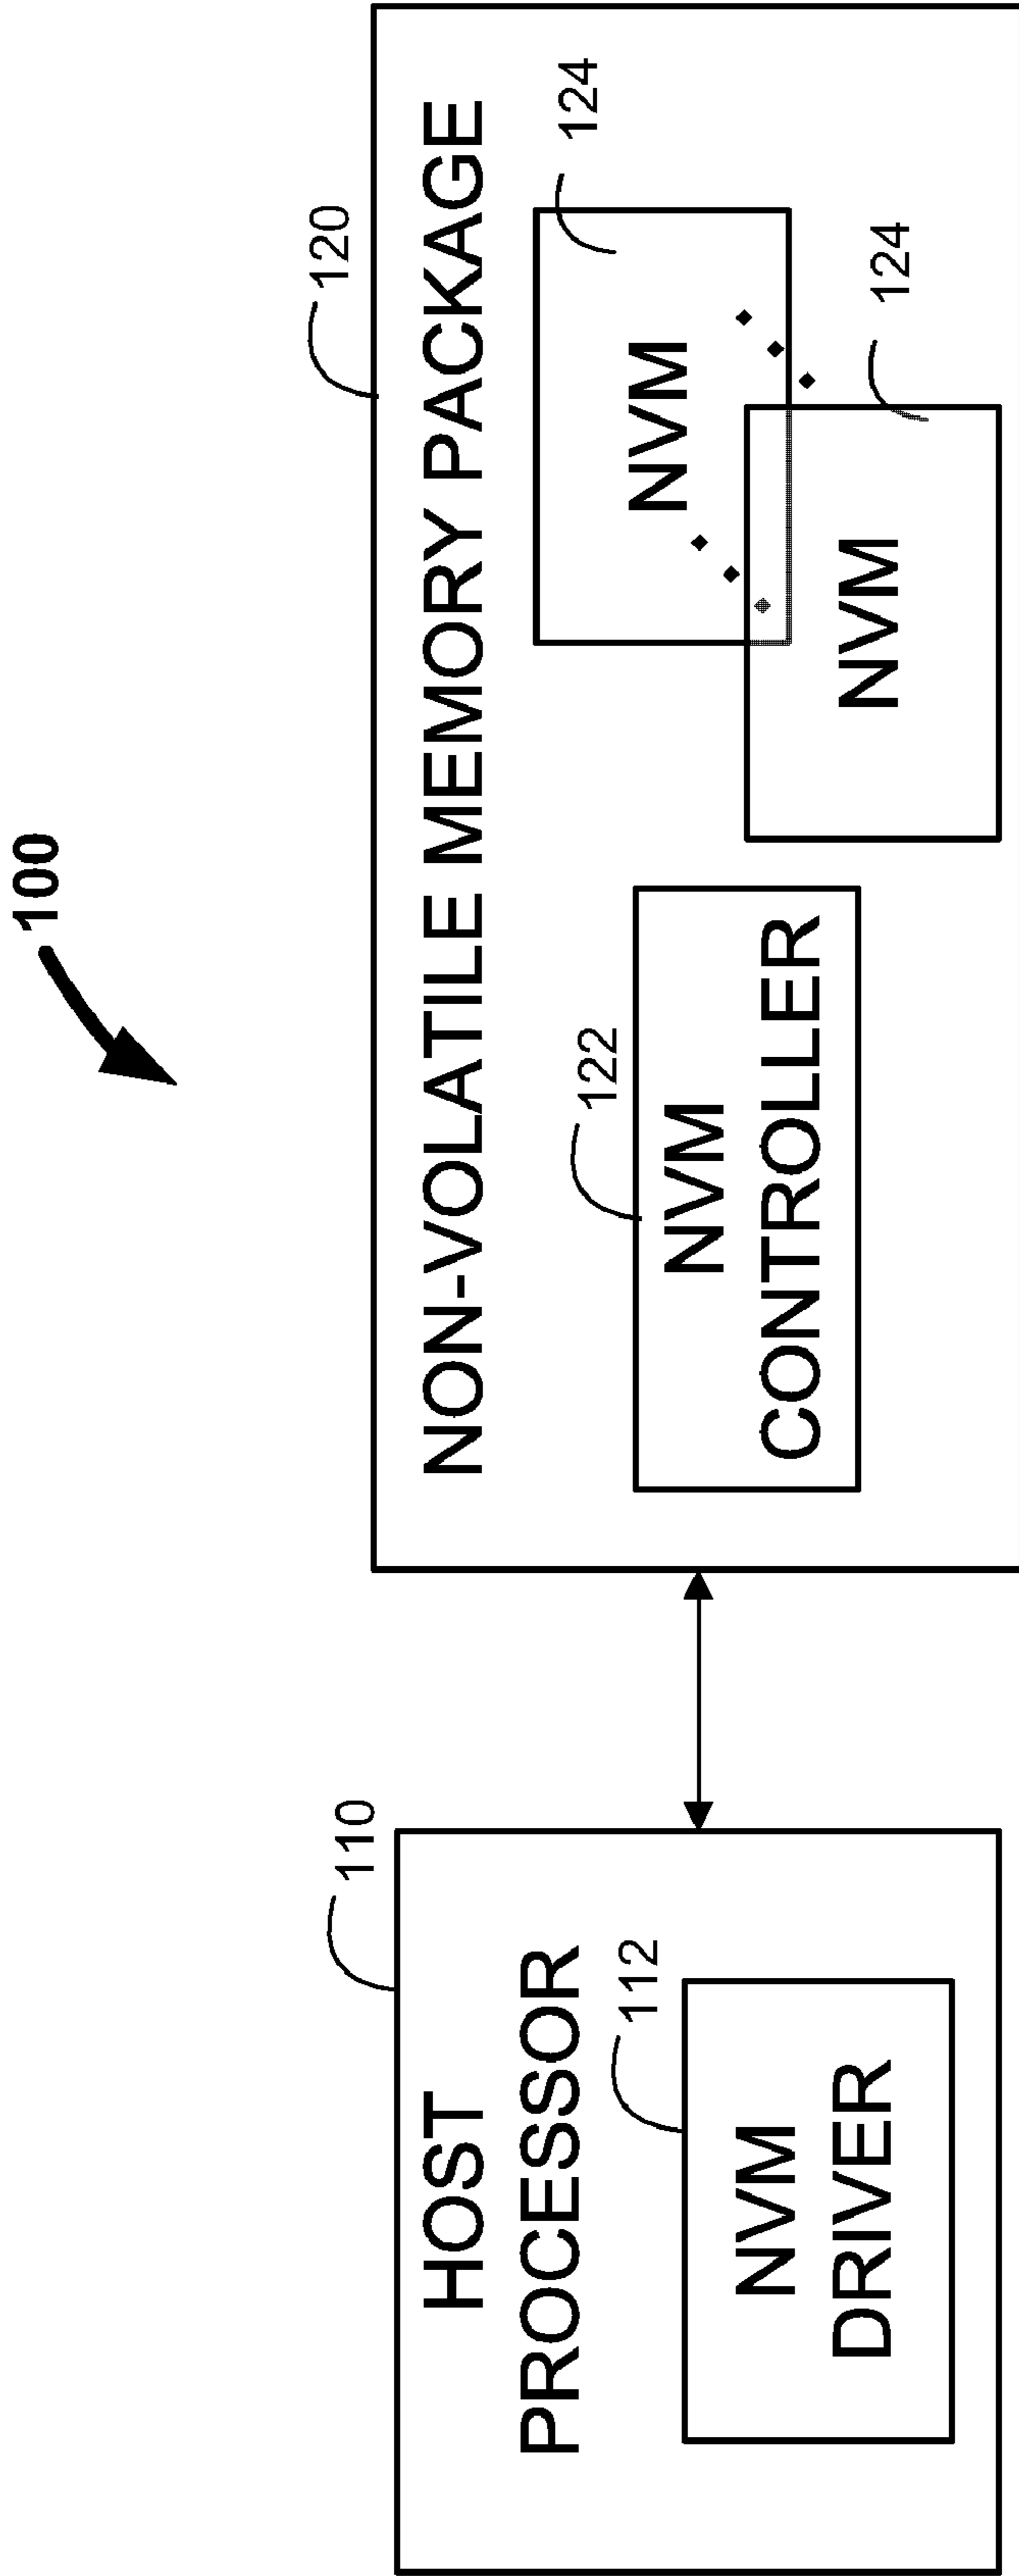 100
110
HOST
PROCESSOR
112
NVM
DRIVER
120
NON-VOLATILE MEMORY PACKAGE
122
NVM
CONTROLLER
124
NVM
124
NVM